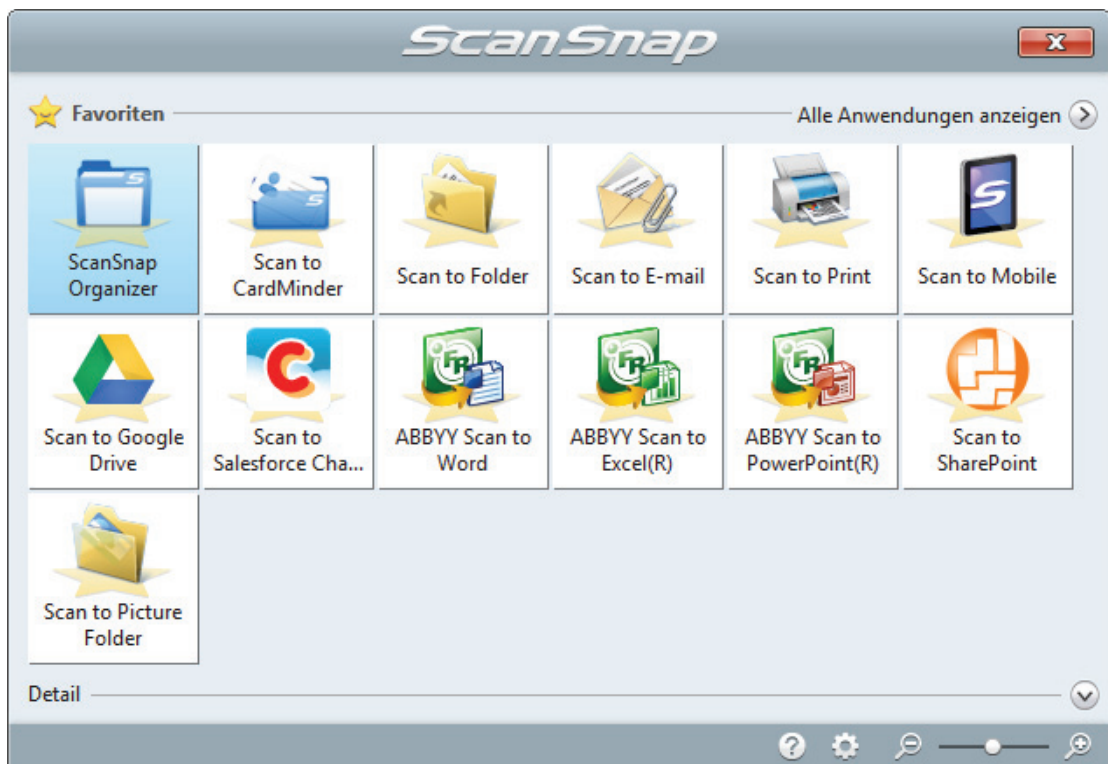 ScanSnap
Favoriten
Alle Anwendungen anzeigen
ScanSnap
Organizer
Scan to
CardMinder
Scan to Folder
Scan to E-mail
Scan to Print
Scan to Mobile
Scan to Google
Drive
Scan to
Salesforce Cha...
ABBYY Scan to
Word
ABBYY Scan to
Excel(R)
ABBYY Scan to
PowerPoint(R)
Scan to
SharePoint
Scan to Picture
Folder
Detail